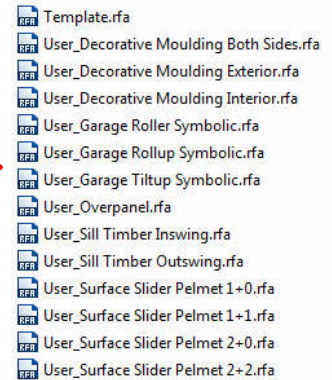 Template.rfa
User_Decorative Moulding Both Sides.rfa
User_Decorative Moulding Exterior.rfa
User_Decorative Moulding Interior.rfa
User_Garage Roller Symbolic.rfa
User_Garage Rollup Symbolic.rfa
User_Garage Tiltup Symbolic.rfa
User_Overpanel.rfa
User_Sill Timber Inswing.rfa
User_Sill Timber Outswing.rfa
User_Surface Slider Pelmet 1+0.rfa
User_Surface Slider Pelmet 1+1.rfa
User_Surface Slider Pelmet 2+0.rfa
User_Surface Slider Pelmet 2+2.rfa